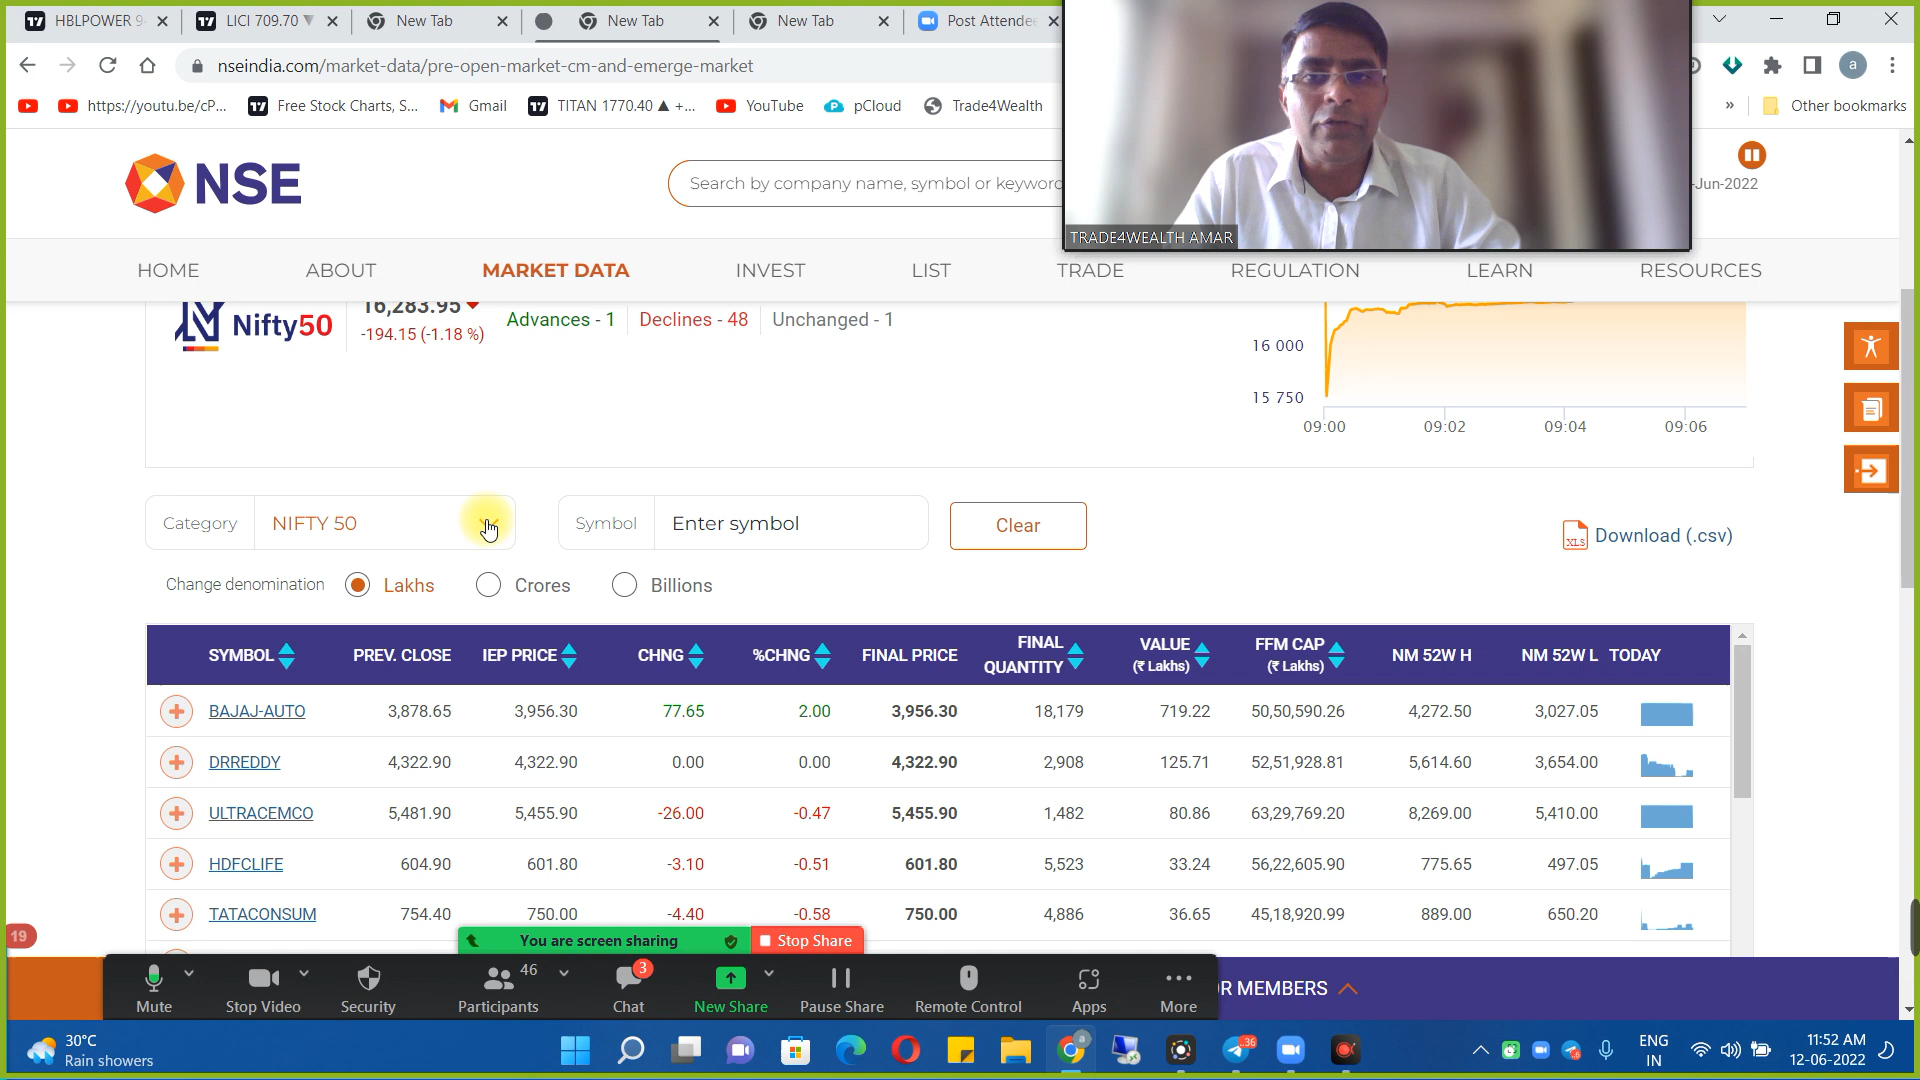 HBLPOWER 9
LICI 709.70 ▼
New Tab
New Tab
New Tab
Post Attendee
nseindia.com/market-data/pre-open-market-cm-and-emerge-market
a
https://youtu.be/cP...
Free Stock Charts, S...
Gmail
TITAN 1770.40 ▲ +...
YouTube
pCloud
Trade4Wealth
» Other bookmarks
TRADE4WEALTH AMAR
NSE
Search by company name, symbol or keyword
-Jun-2022
HOME ABOUT MARKET DATA INVEST LIST TRADE REGULATION LEARN RESOURCES
Nifty50
16,283.95
-194.15 (-1.18 %)
Advances - 1
Declines - 48
Unchanged - 1
16 000
15 750
09:00 09:02 09:04 09:06
Category NIFTY 50
Symbol Enter symbol
Clear
XLS Download (.csv)
Change denomination Lakhs Crores Billions
SYMBOL PREV. CLOSE IEP PRICE CHNG %CHNG FINAL PRICE FINAL QUANTITY VALUE (₹ Lakhs) FFM CAP (₹ Lakhs) NM 52W H NM 52W L TODAY
BAJAJ-AUTO 3,878.65 3,956.30 77.65 2.00 3,956.30 18,179 719.22 50,50,590.26 4,272.50 3,027.05
DRREDDY 4,322.90 4,322.90 0.00 0.00 4,322.90 2,908 125.71 52,51,928.81 5,614.60 3,654.00
ULTRACEMCO 5,481.90 5,455.90 -26.00 -0.47 5,455.90 1,482 80.86 63,29,769.20 8,269.00 5,410.00
HDFCLIFE 604.90 601.80 -3.10 -0.51 601.80 5,523 33.24 56,22,605.90 775.65 497.05
TATACONSUM 754.40 750.00 -4.40 -0.58 750.00 4,886 36.65 45,18,920.99 889.00 650.20
19
You are screen sharing
Stop Share
46
3
Mute Stop Video Security Participants Chat New Share Pause Share Remote Control Apps More
R MEMBERS
30°C
Rain showers
a
36
ENG
IN
11:52 AM
12-06-2022